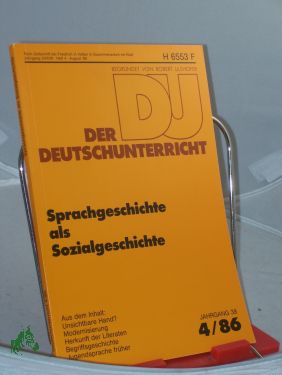 H 6553 F
BEGRÜNDET VON ROBERT ULSHÖFER
DU
DER
DEUTSCHUNTERRICHT
Sprachgeschichte
als
Sozialgeschichte
Aus dem Inhalt:
Unsichtbare Hand?
Modernisierung
Herkunft der Literaten
Begriffsgeschichte
Jugendsprache früher
JAHRGANG 38
4/86